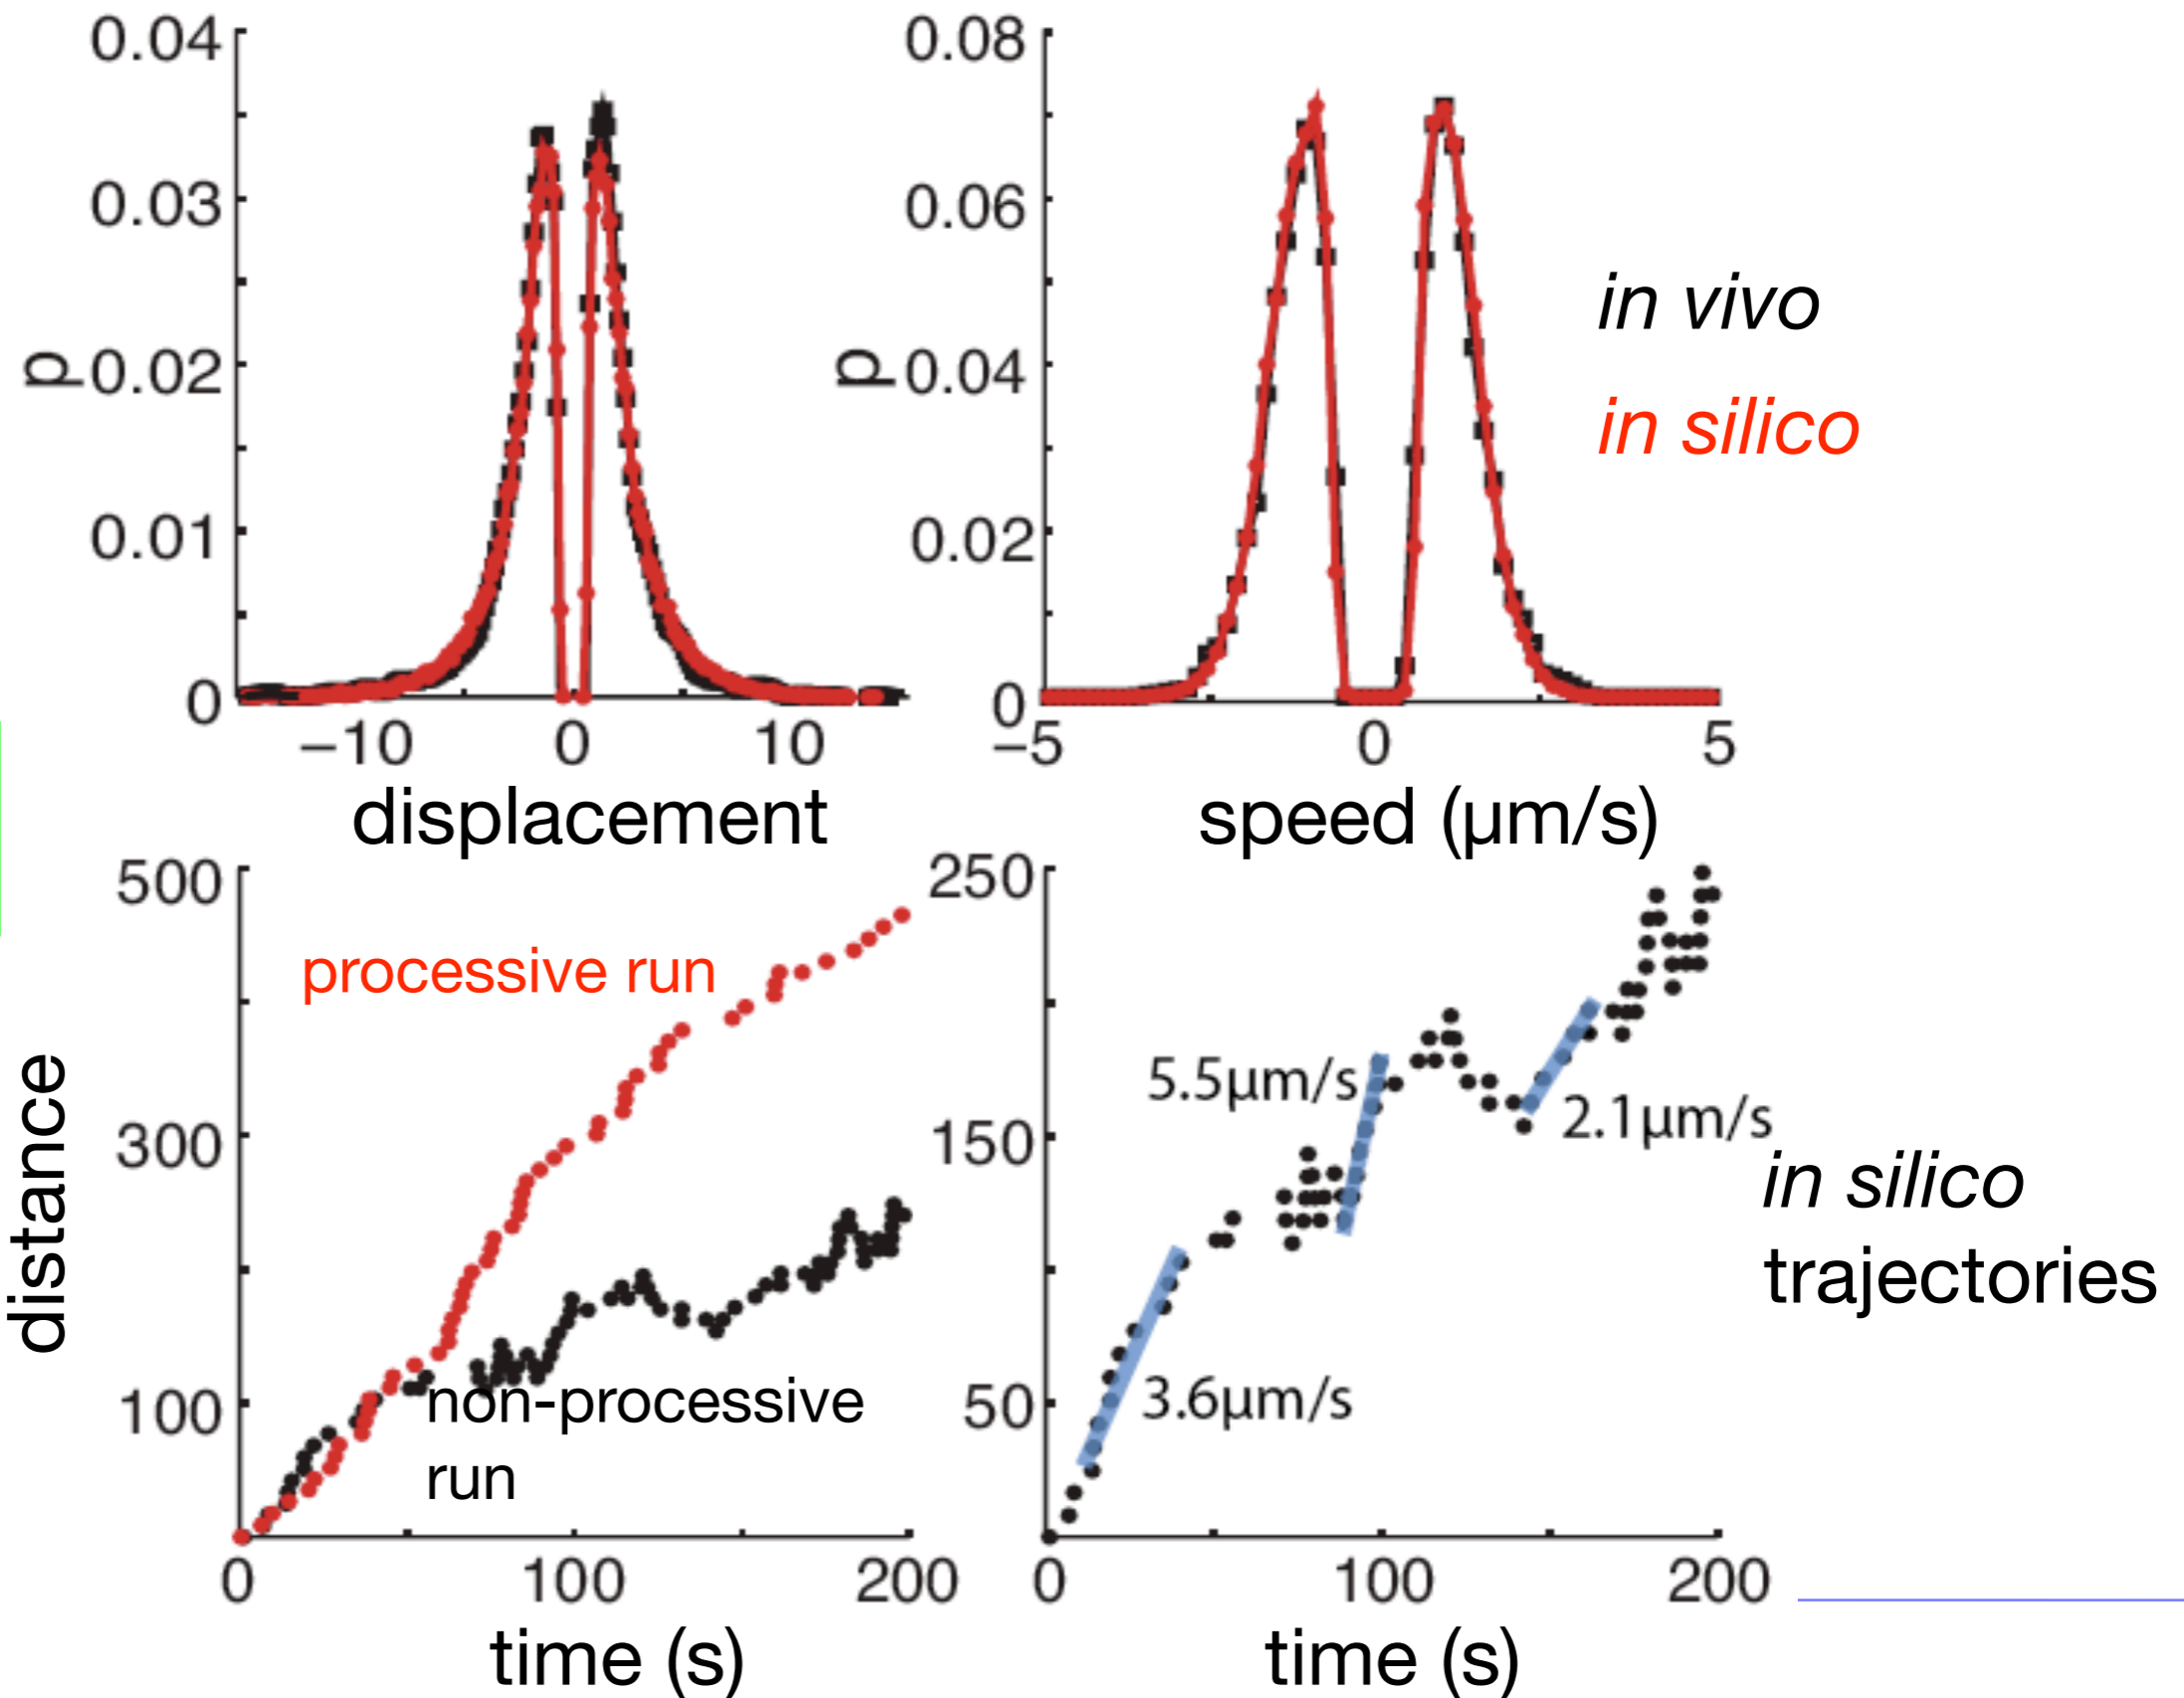 0.04
0.03
p
0.02
0.01
0
−10
0
10
displacement
0.08
0.06
p
0.04
0.02
0
−5
0
5
speed (µm/s)
in vivo
in silico
500
processive run
300
distance
100
non-processive
run
0
100
200
time (s)
250
5.5µm/s
2.1µm/s
150
3.6µm/s
50
0
100
200
time (s)
in silico
trajectories